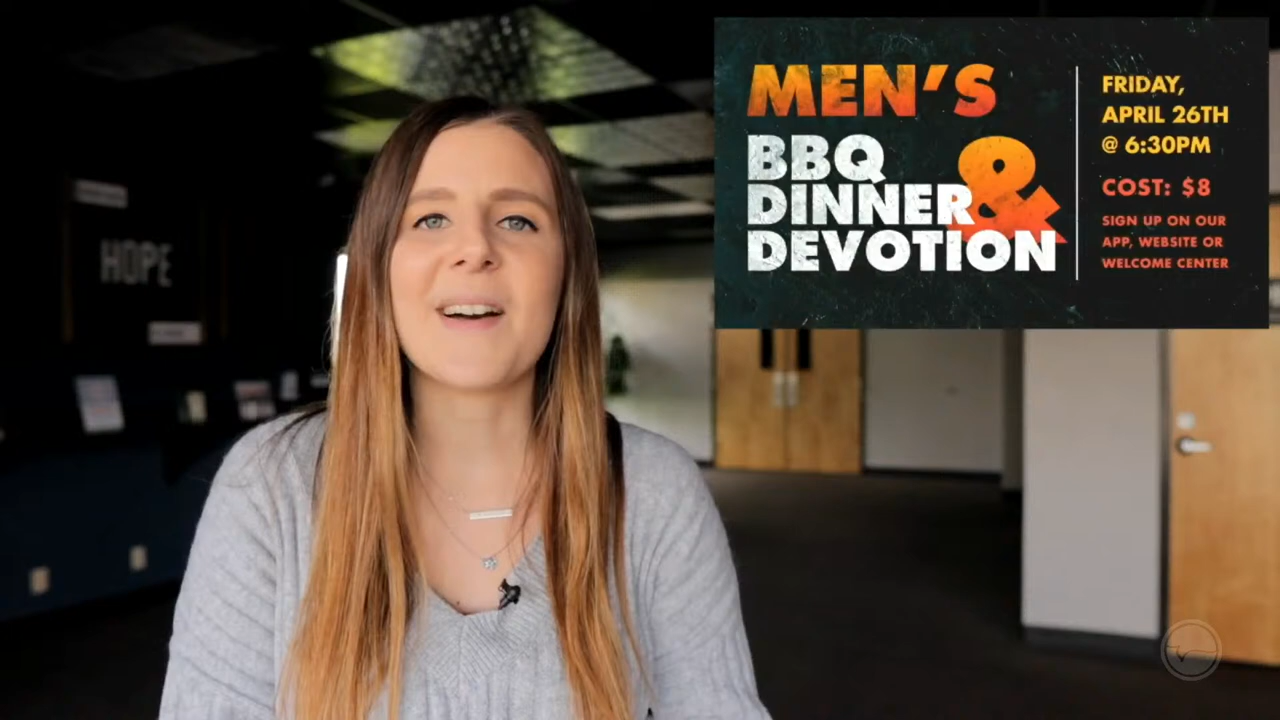 HOPE
MEN'S
BBQ
DINNER &
DEVOTION
FRIDAY,
APRIL 26TH
@ 6:30PM
COST: $8
SIGN UP ON OUR
APP, WEBSITE OR
WELCOME CENTER